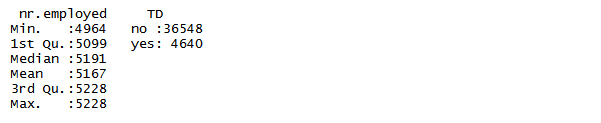 nr.employed     TD
Min.   :4964   no :36548
1st Qu.:5099   yes: 4640
Median :5191
Mean   :5167
3rd Qu.:5228
Max.   :5228